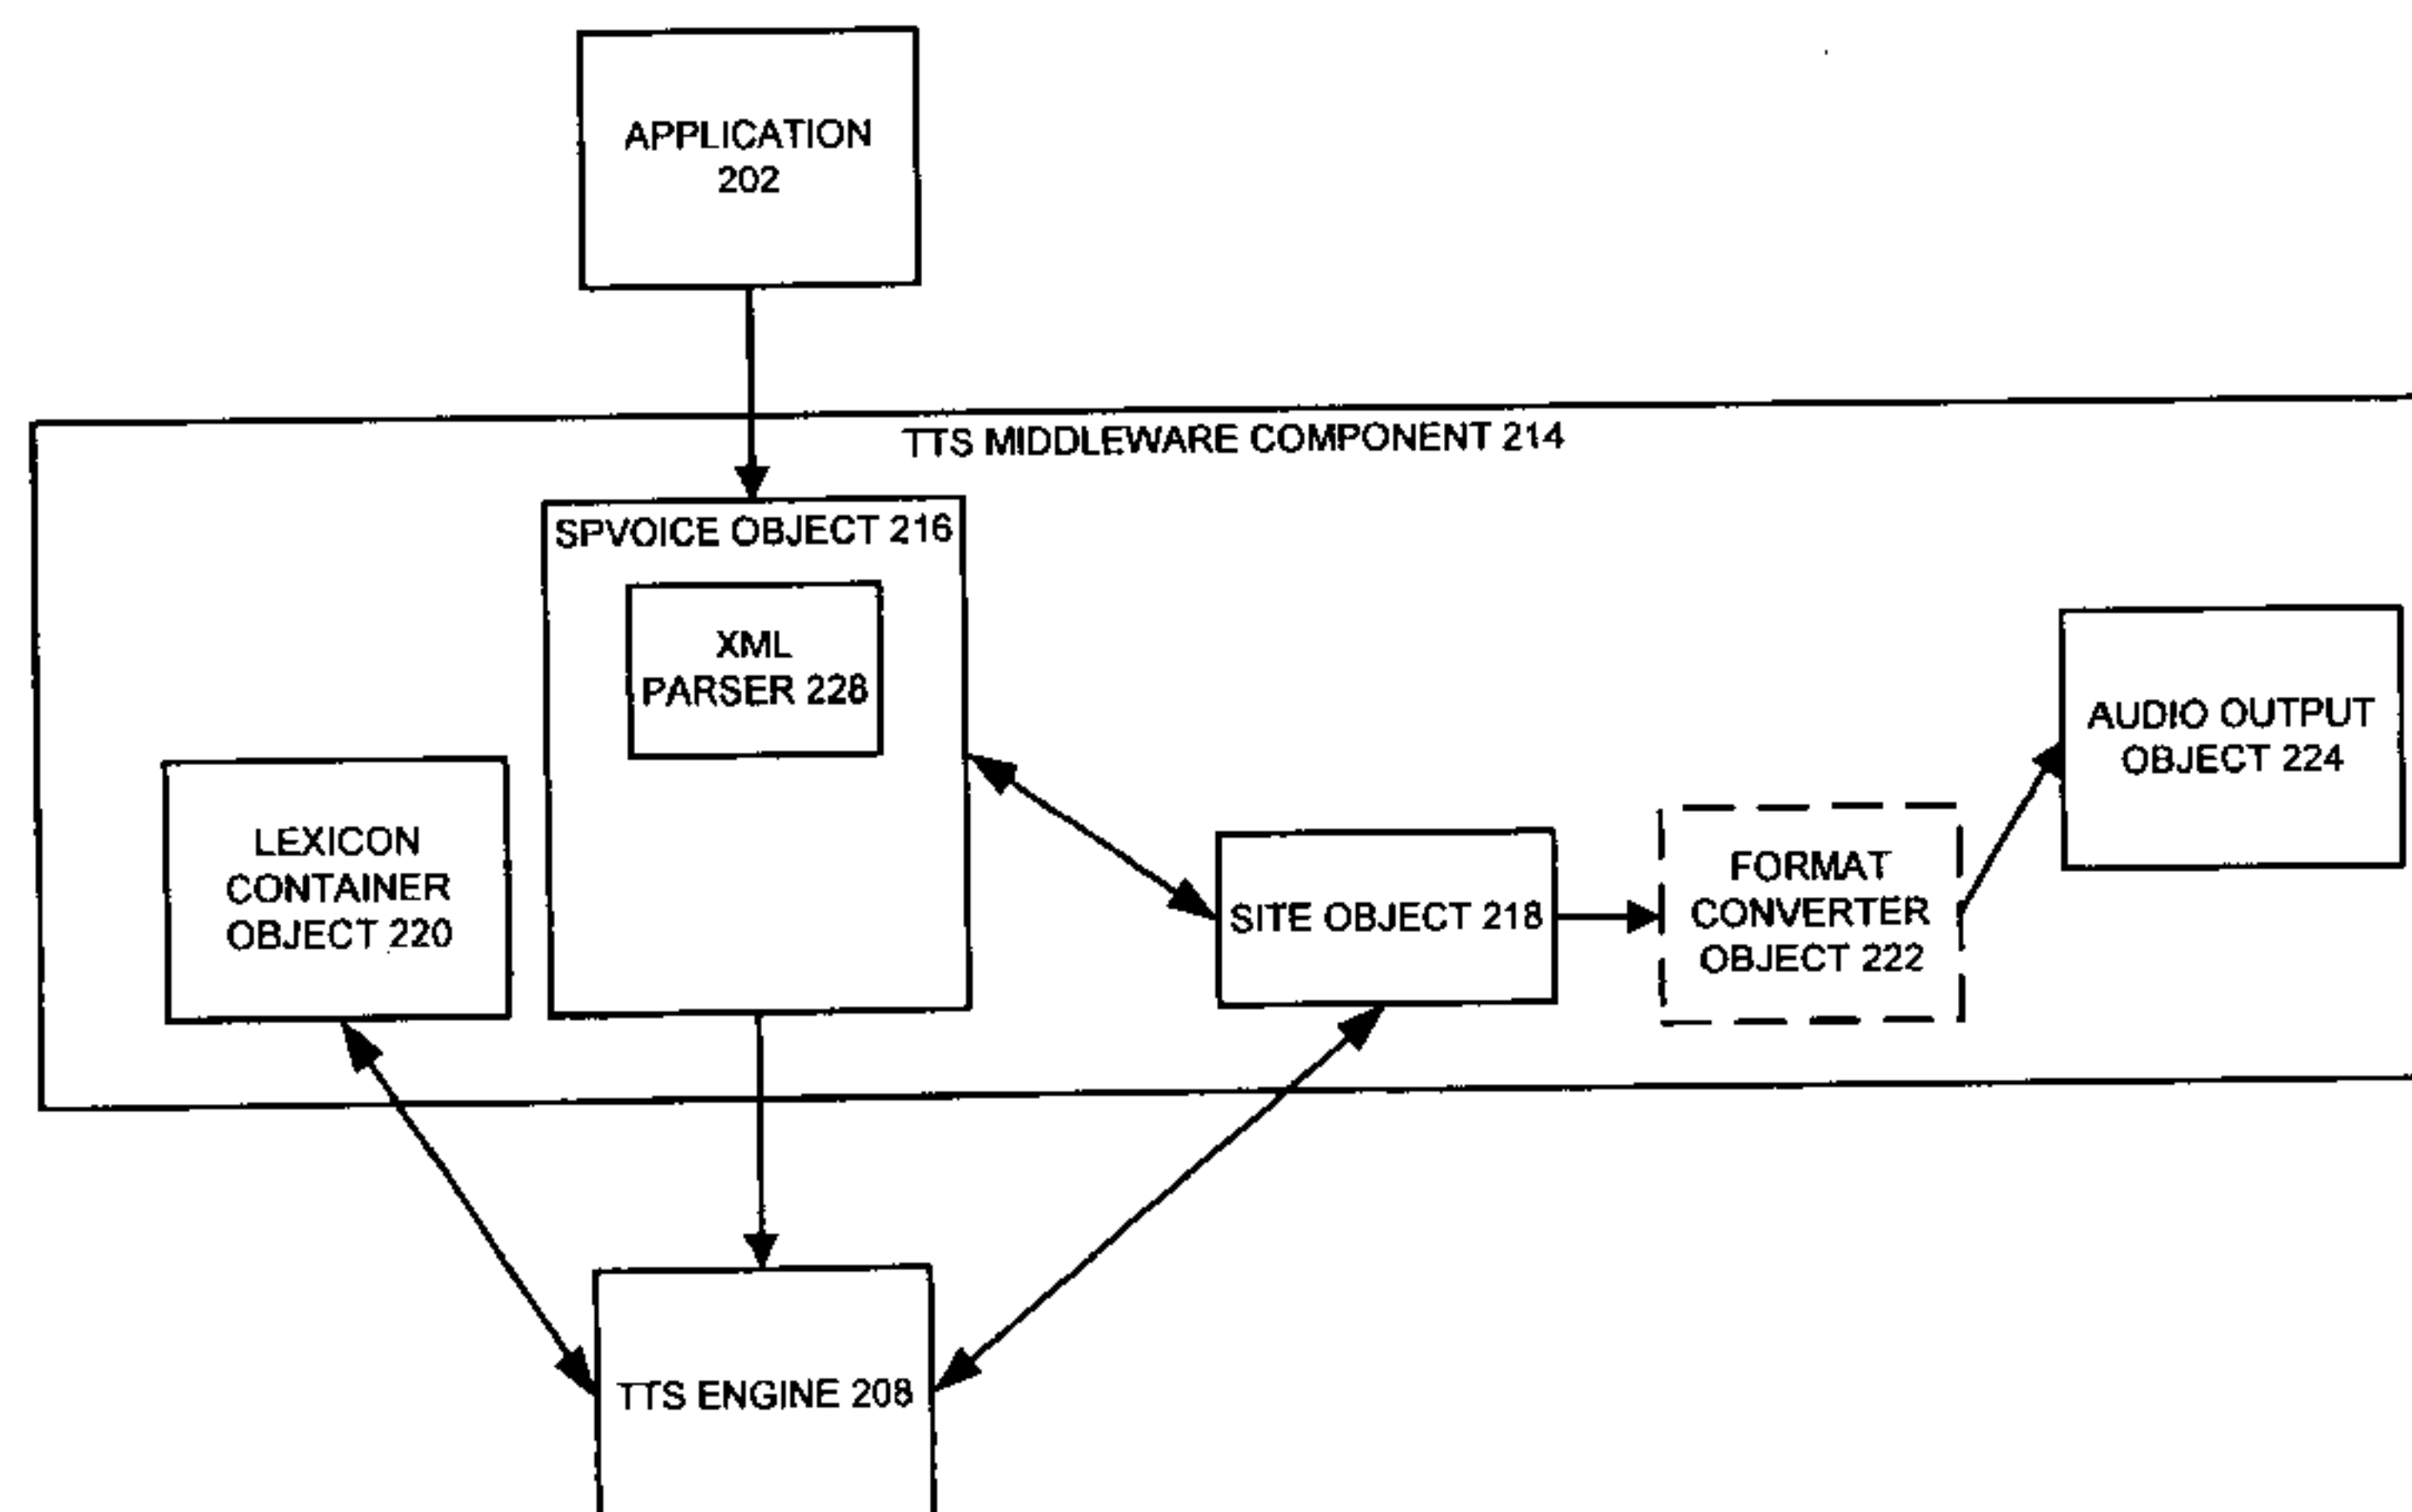 APPLICATION
202
TTS MIDDLEWARE COMPONENT 214
SPVOICE OBJECT 216
XML
PARSER 228
LEXICON
CONTAINER
OBJECT 220
SITE OBJECT 218
FORMAT
CONVERTER
OBJECT 222
AUDIO OUTPUT
OBJECT 224
TTS ENGINE 208